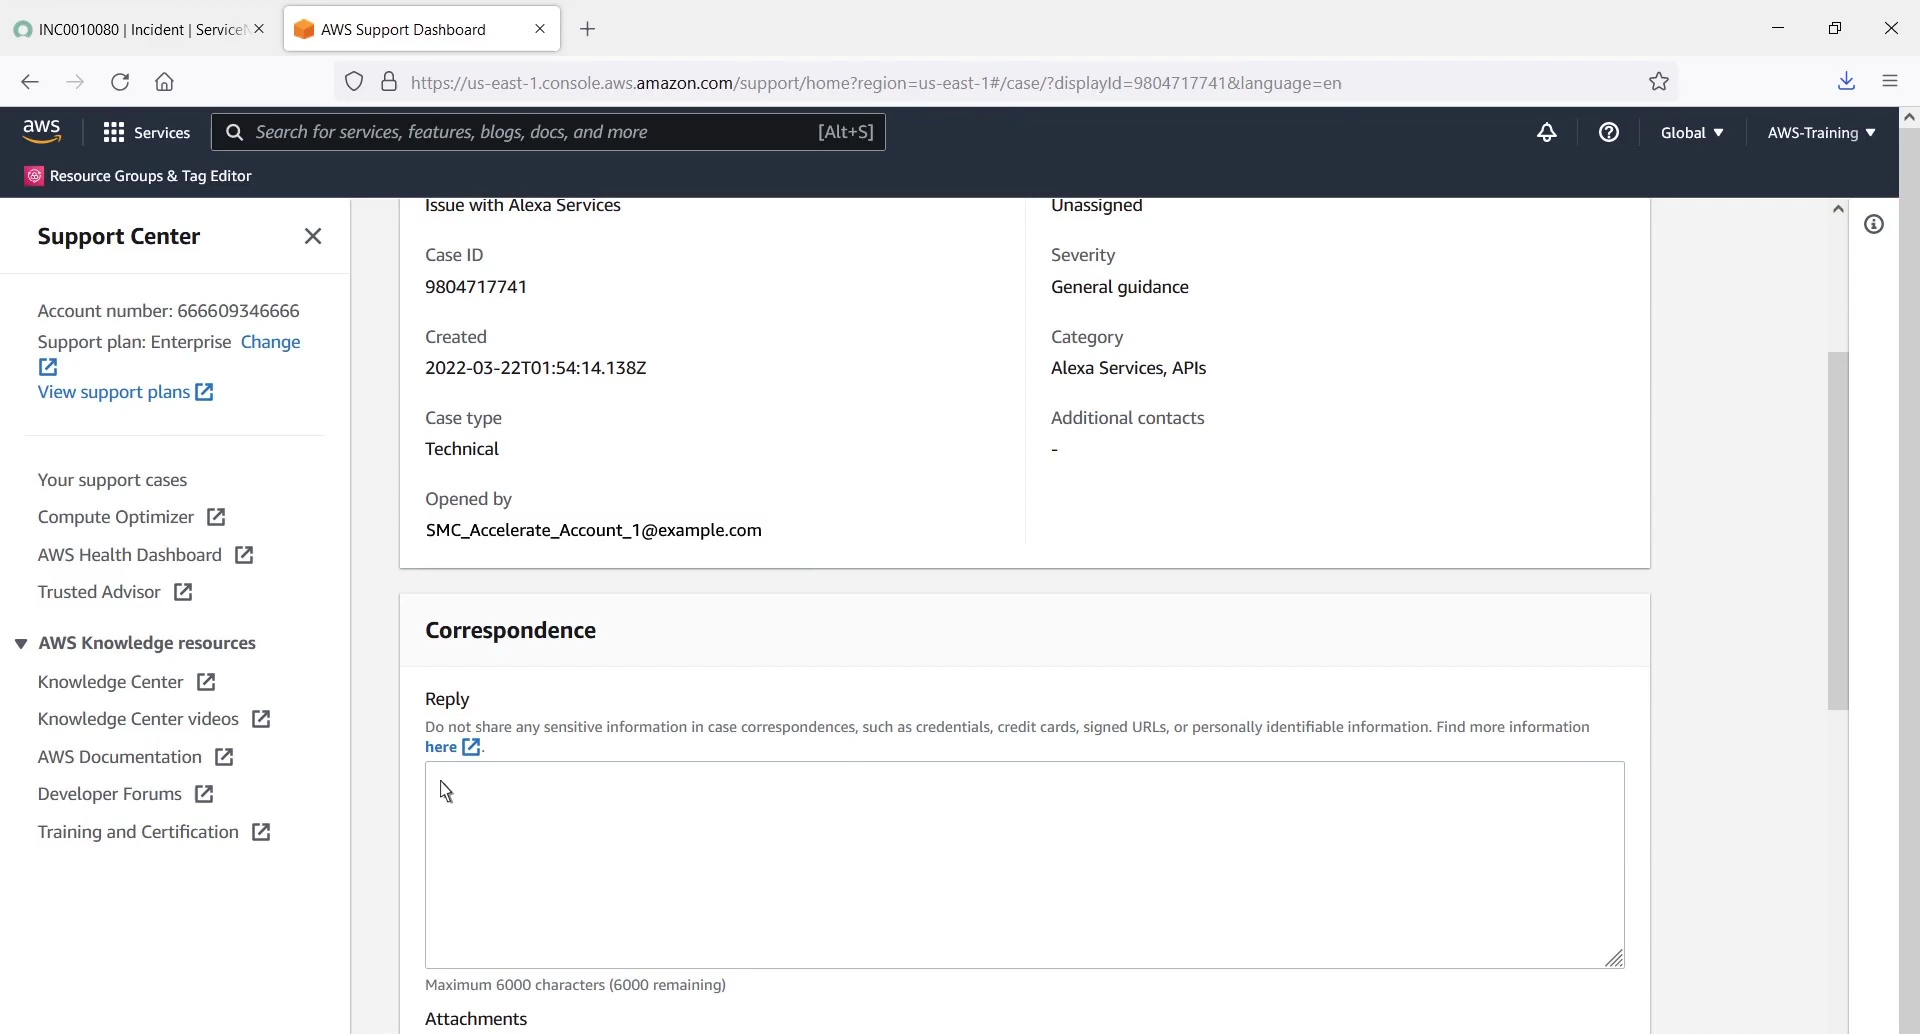 INC0010080 | Incident | Service
AWS Support Dashboard
https://us-east-1.console.aws.amazon.com/support/home?region=us-east-1#/case/?displayId=9804717741&language=en
aws
Services
Search for services, features, blogs, docs, and more
[Alt+S]
Global
AWS-Training
Resource Groups & Tag Editor
Support Center
Account number: 666609346666
Support plan: Enterprise Change
View support plans
Your support cases
Compute Optimizer
AWS Health Dashboard
Trusted Advisor
AWS Knowledge resources
Knowledge Center
Knowledge Center videos
AWS Documentation
Developer Forums
Training and Certification
Issue with Alexa Services
Case ID
9804717741
Created
2022-03-22T01:54:14.138Z
Case type
Technical
Opened by
SMC_Accelerate_Account_1@example.com
Unassigned
Severity
General guidance
Category
Alexa Services, APIs
Additional contacts
-
Correspondence
Reply
Do not share any sensitive information in case correspondences, such as credentials, credit cards, signed URLs, or personally identifiable information. Find more information
here .
Maximum 6000 characters (6000 remaining)
Attachments